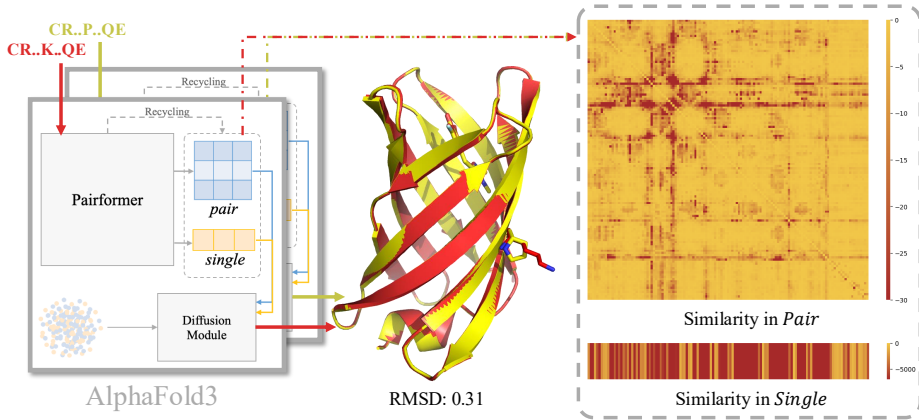 CR..P..QE
CR..K..QE
Recycling
Recycling
Pairformer
pair
single
Diffusion
Module
AlphaFold3
RMSD: 0.31
0
−5
−10
−15
−20
−25
−30
Similarity in Pair
0
−5000
Similarity in Single